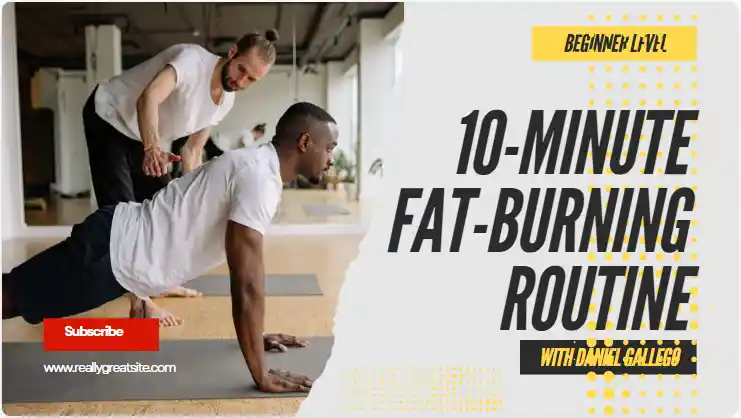 BEGINNER LEVEL
10-MINUTE
FAT-BURNING
ROUTINE
WITH DANIEL GALLEGO
Subscribe
www.reallygreatsite.com